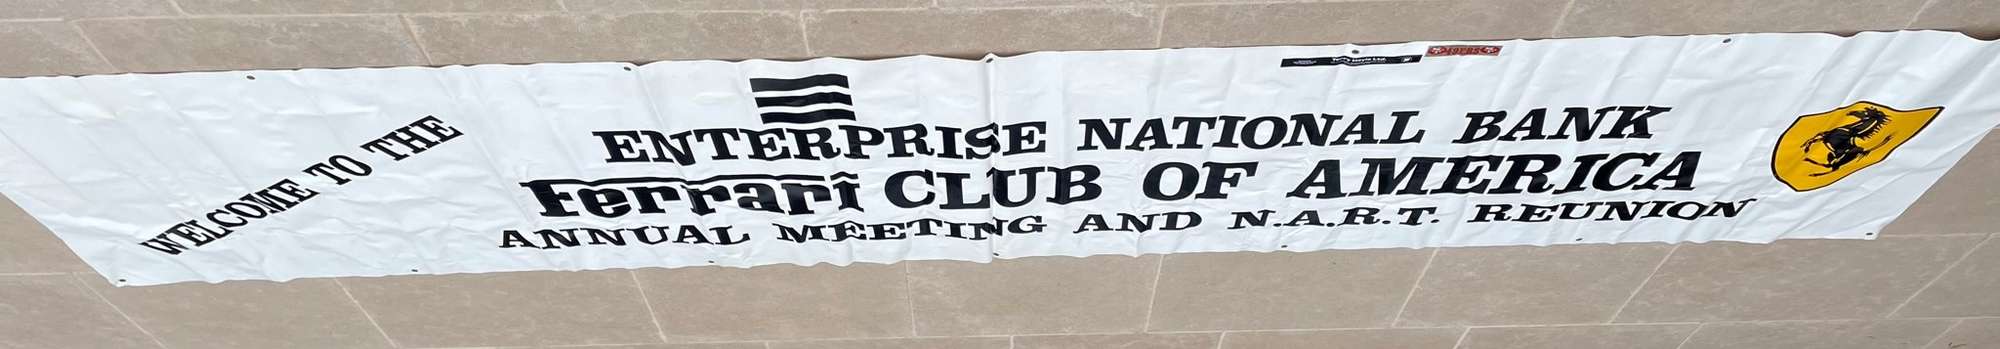 WELCOME TO THE
ENTERPRISE NATIONAL BANK
Ferrari CLUB OF AMERICA
ANNUAL MEETING AND N.A.R.T. REUNION